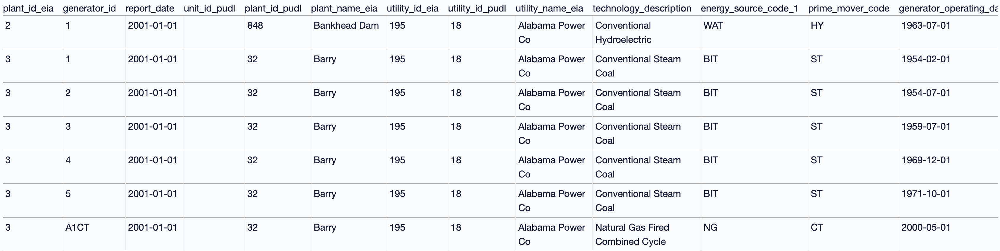 plant_id_eia generator_id report_date unit_id_pudl plant_id_pudl plant_name_eia utility_id_eia utility_id_pudl utility_name_eia technology_description energy_source_code_1 prime_mover_code generator_operating_da
2 1 2001-01-01 848 Bankhead Dam 195 18 Alabama Power Conventional WAT HY 1963-07-01
Co Hydroelectric
3 1 2001-01-01 32 Barry 195 18 Alabama Power Conventional Steam BIT ST 1954-02-01
Co Coal
3 2 2001-01-01 32 Barry 195 18 Alabama Power Conventional Steam BIT ST 1954-07-01
Co Coal
3 3 2001-01-01 32 Barry 195 18 Alabama Power Conventional Steam BIT ST 1959-07-01
Co Coal
3 4 2001-01-01 32 Barry 195 18 Alabama Power Conventional Steam BIT ST 1969-12-01
Co Coal
3 5 2001-01-01 32 Barry 195 18 Alabama Power Conventional Steam BIT ST 1971-10-01
Co Coal
3 A1CT 2001-01-01 32 Barry 195 18 Alabama Power Natural Gas Fired NG CT 2000-05-01
Co Combined Cycle